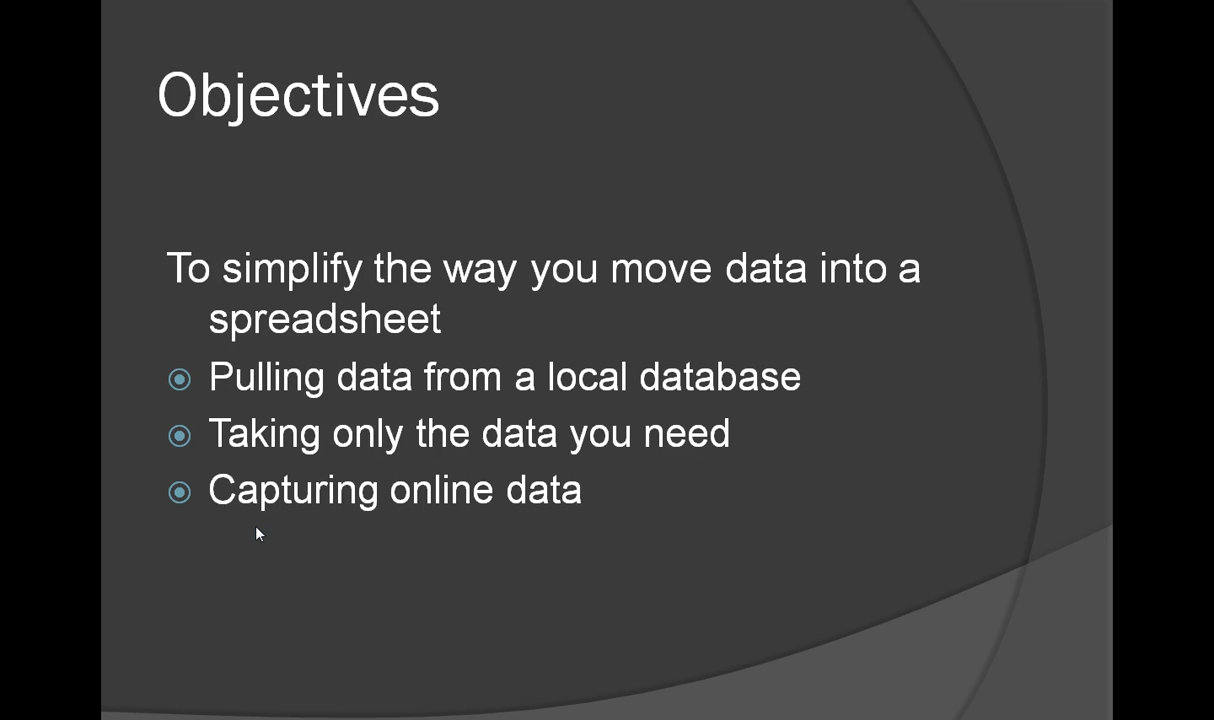 Objectives
To simplify the way you move data into a
spreadsheet
Pulling data from a local database
Taking only the data you need
Capturing online data